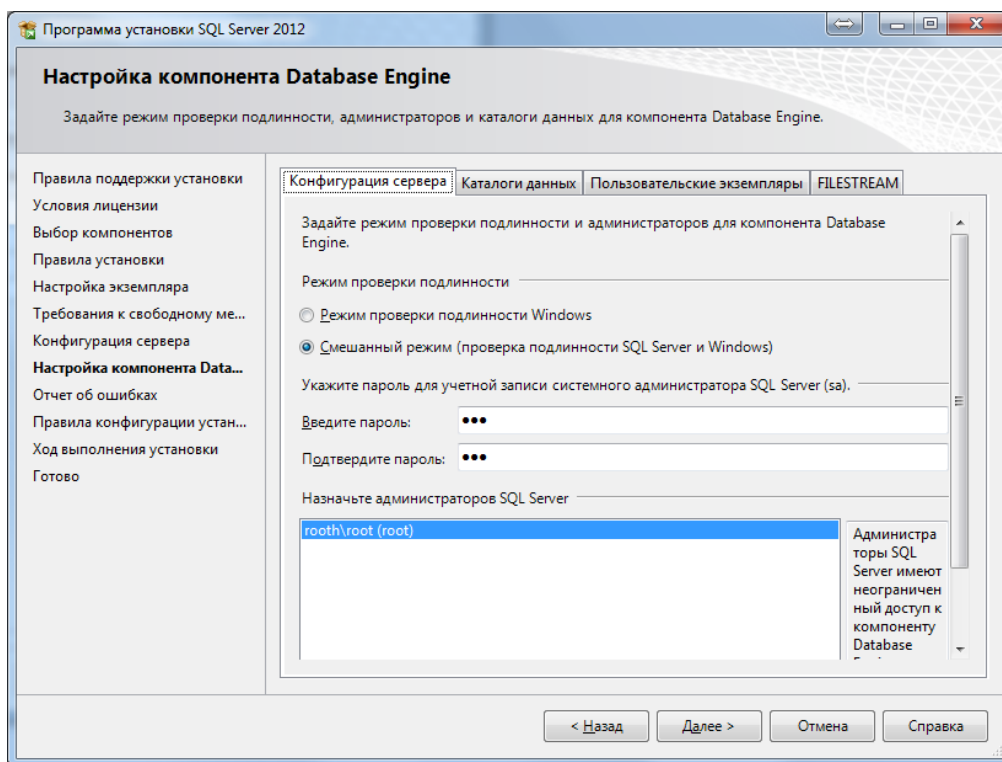 Программа установки SQL Server 2012
Настройка компонента Database Engine
Задайте режим проверки подлинности, администраторов и каталоги данных для компонента Database Engine.
Правила поддержки установки
Условия лицензии
Выбор компонентов
Правила установки
Настройка экземпляра
Требования к свободному ме...
Конфигурация сервера
Настройка компонента Data...
Отчет об ошибках
Правила конфигурации устан...
Ход выполнения установки
Готово
Конфигурация сервера
Каталоги данных
Пользовательские экземпляры
FILESTREAM
Задайте режим проверки подлинности и администраторов для компонента Database
Engine.
Режим проверки подлинности
Режим проверки подлинности Windows
Смешанный режим (проверка подлинности SQL Server и Windows)
Укажите пароль для учетной записи системного администратора SQL Server (sa).
Введите пароль:
●●●
Подтвердите пароль:
●●●
Назначьте администраторов SQL Server
rooth\root (root)
Администра
торы SQL
Server имеют
неограничен
ный доступ к
компоненту
Database
< Назад
Далее >
Отмена
Справка